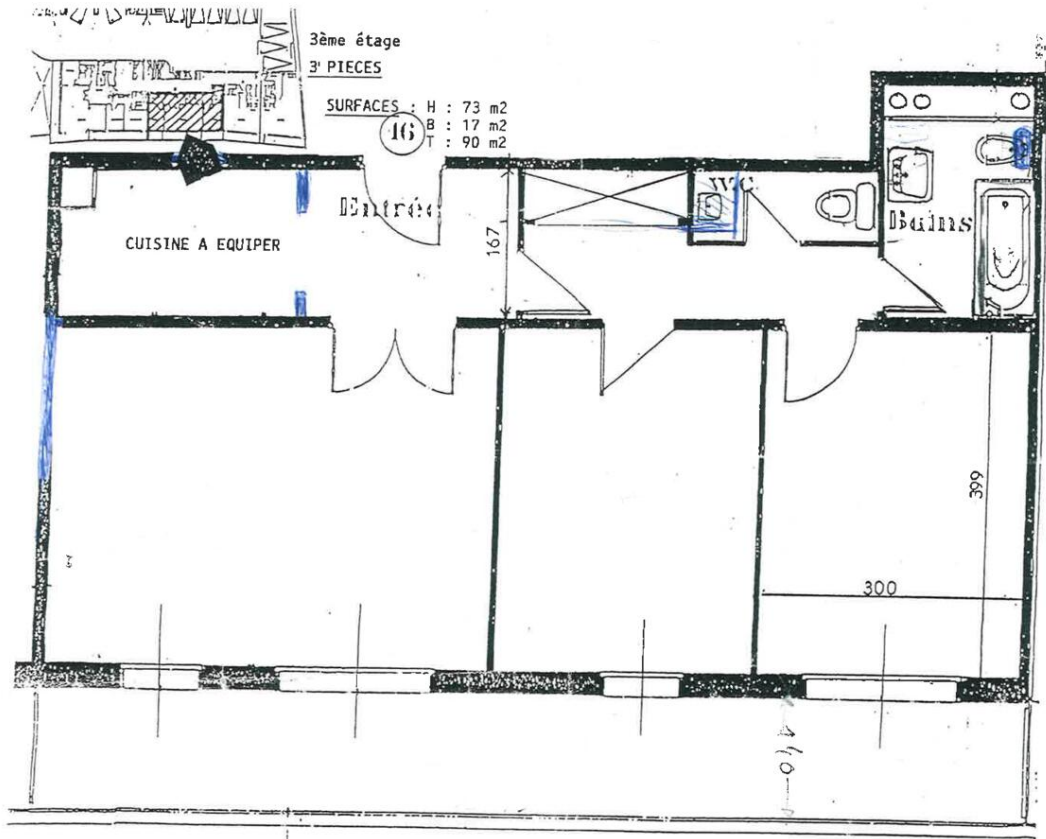 3ème étage
3' PIECES
SURFACES : H : 73 m2
B : 17 m2
T : 90 m2
16
Entrée
W.C.
CUISINE A EQUIPER
167
Bains
399
300
140